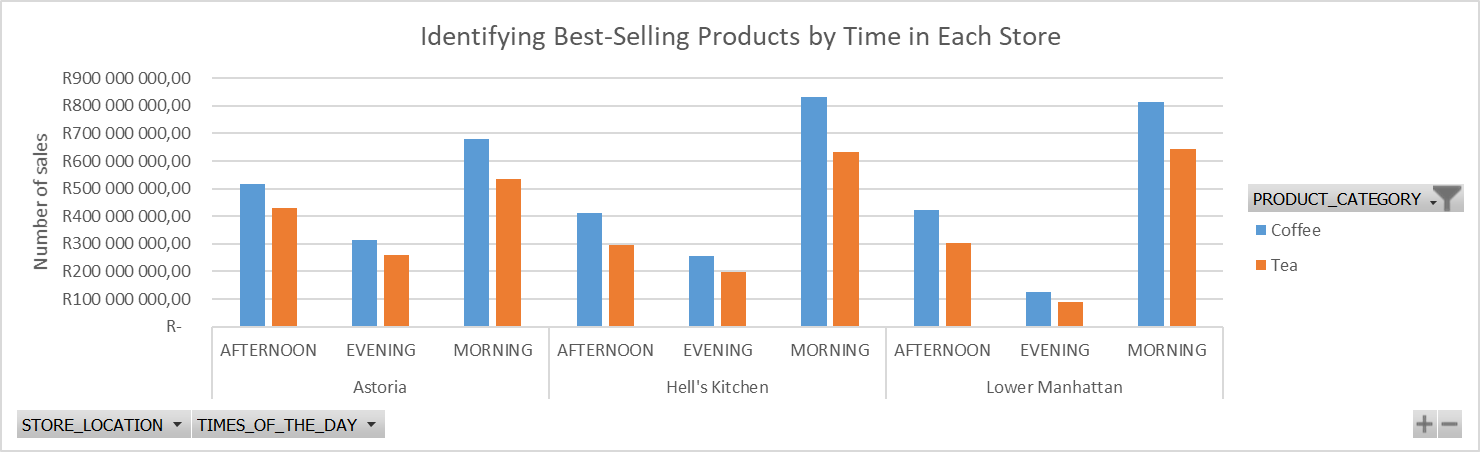 Identifying Best-Selling Products by Time in Each Store
Number of sales
R900 000 000,00
R800 000 000,00
R700 000 000,00
R600 000 000,00
R500 000 000,00
R400 000 000,00
R300 000 000,00
R200 000 000,00
R100 000 000,00
R-
AFTERNOON EVENING MORNING AFTERNOON EVENING MORNING AFTERNOON EVENING MORNING
Astoria Hell's Kitchen Lower Manhattan
PRODUCT_CATEGORY
Coffee
Tea
STORE_LOCATION TIMES_OF_THE_DAY